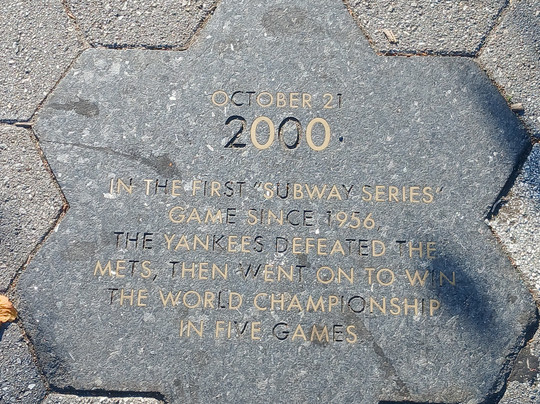 OCTOBER 21
2000
IN THE FIRST "SUBWAY SERIES"
GAME SINCE 1956,
THE YANKEES DEFEATED THE
METS, THEN WENT ON TO WIN
THE WORLD CHAMPIONSHIP
IN FIVE GAMES